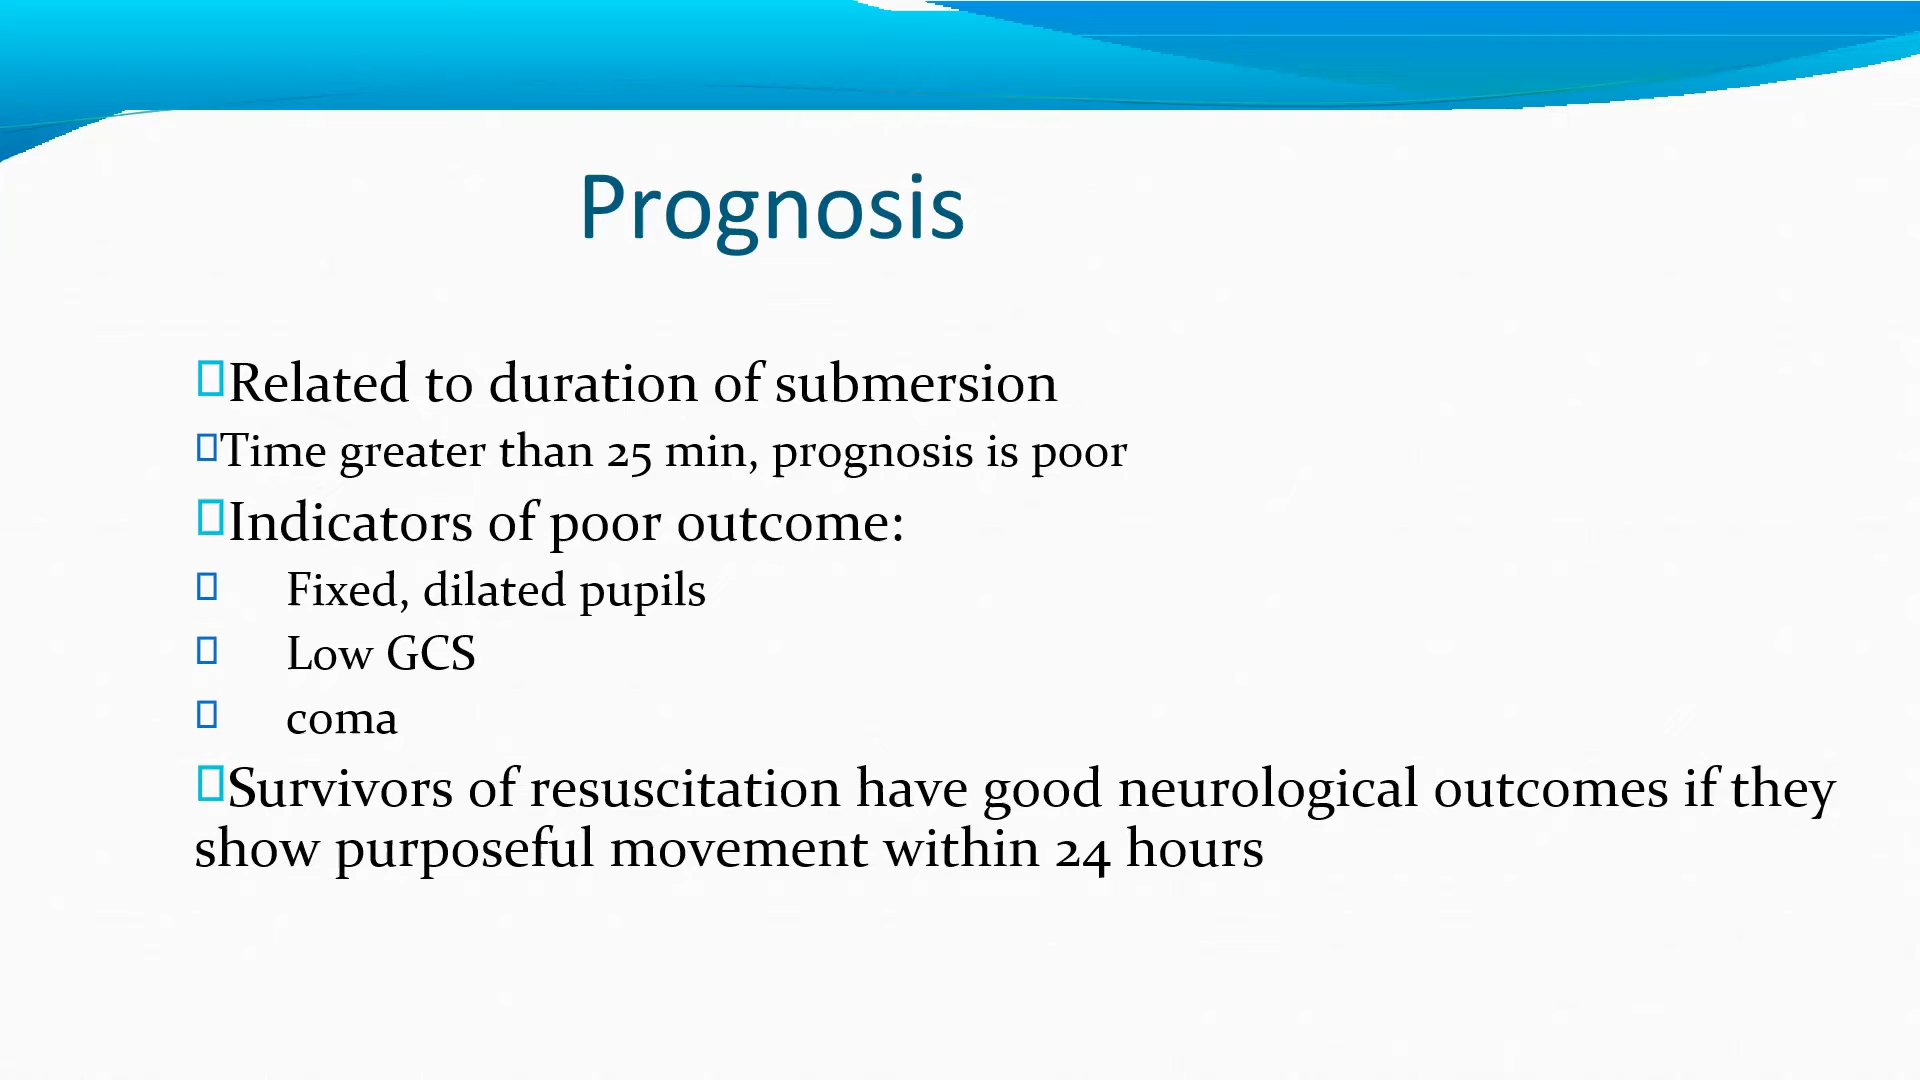 Prognosis
Related to duration of submersion
Time greater than 25 min, prognosis is poor
Indicators of poor outcome:
Fixed, dilated pupils
Low GCS
coma
Survivors of resuscitation have good neurological outcomes if they
show purposeful movement within 24 hours